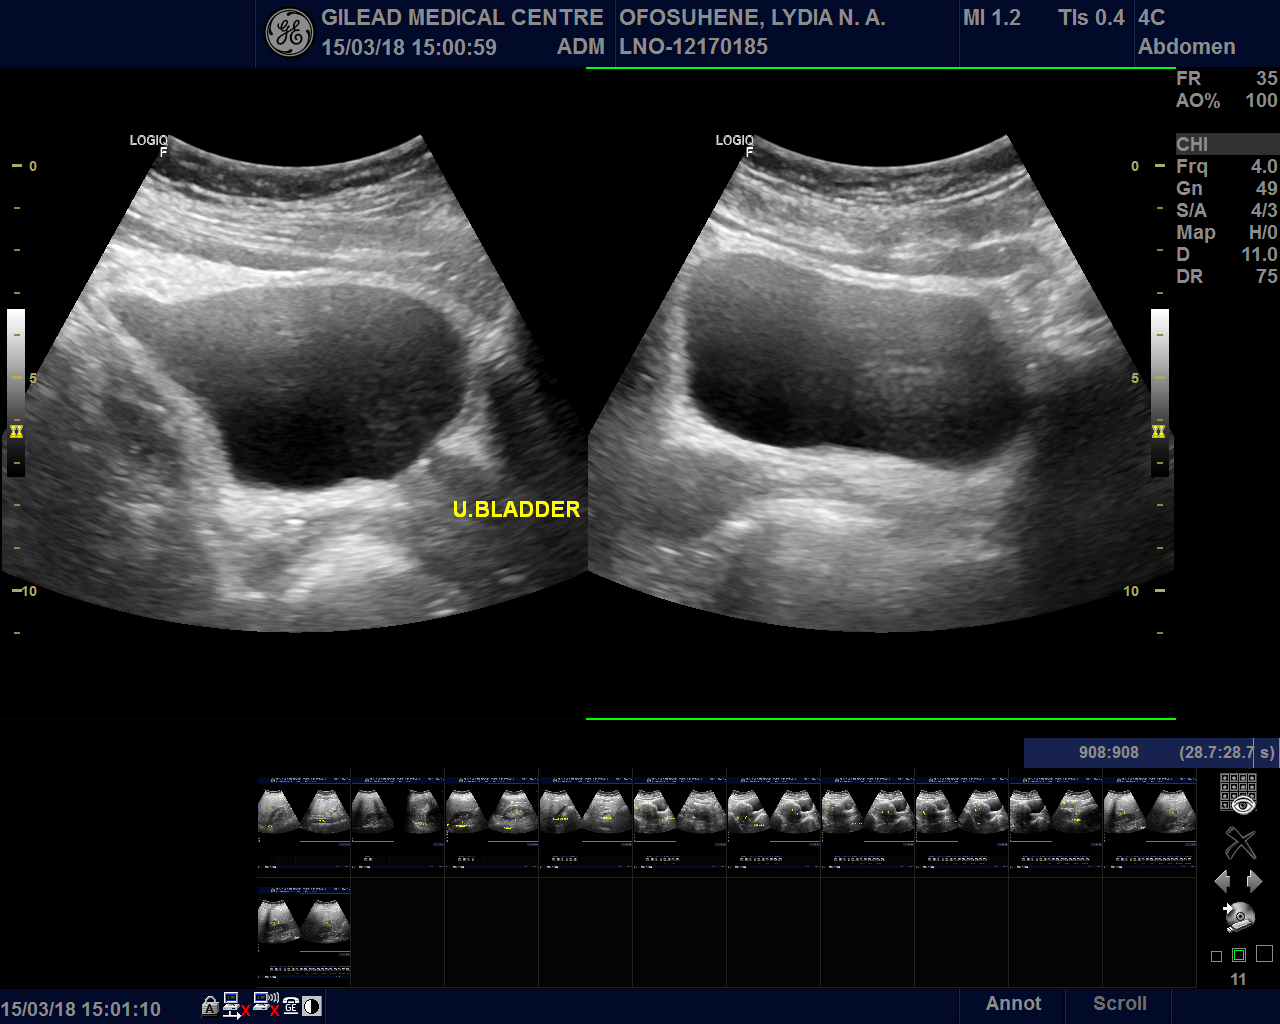 GILEAD MEDICAL CENTRE
15/03/18 15:00:59 ADM
OFOSUHENE, LYDIA N. A.
LNO-12170185
MI 1.2 TIs 0.4
4C
Abdomen
FR 35
AO% 100
CHI
Frq 4.0
Gn 49
S/A 4/3
Map H/0
D 11.0
DR 75
LOGIQ
F
LOGIQ
F
0
5
10
0
5
10
U.BLADDER
908:908 (28.7:28.7 s)
11
15/03/18 15:01:10
A
GE
Annot
Scroll